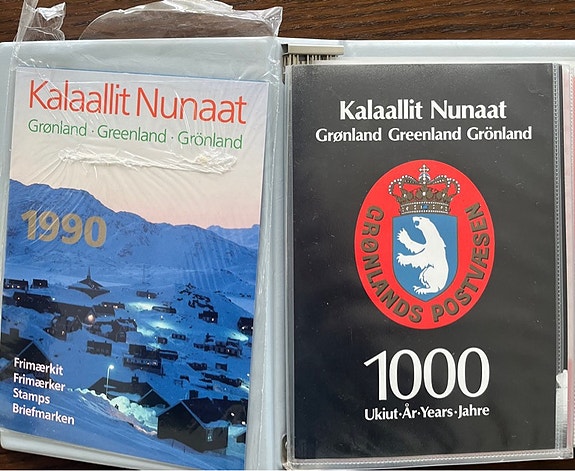 Kalaallit Nunaat
Grønland · Greenland · Grönland
1990
Frimærkit
Frimærker
Stamps
Briefmarken
Kalaallit Nunaat
Grønland Greenland Grönland
GRØNLANDS POSTVÆSEN
1000
Ukiut·År·Years·Jahre